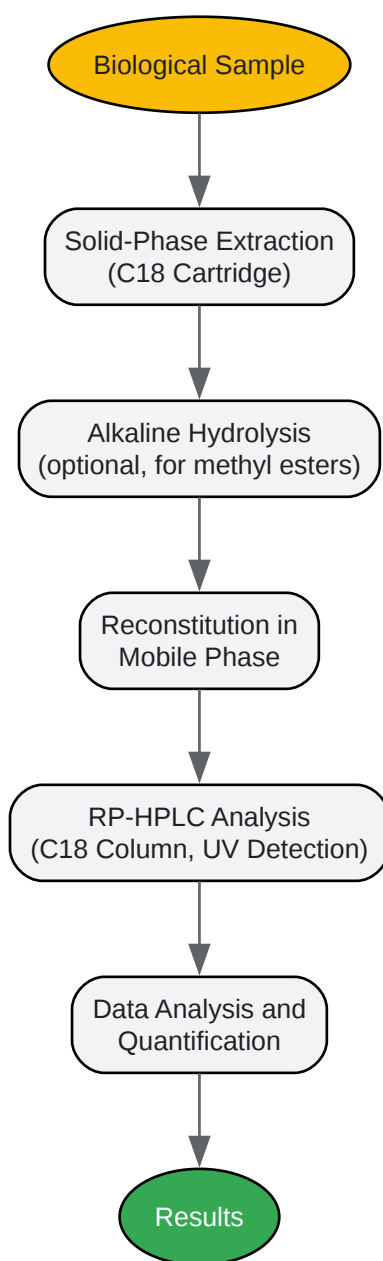 Biological Sample
Solid-Phase Extraction
(C18 Cartridge)
Alkaline Hydrolysis
(optional, for methyl esters)
Reconstitution in
Mobile Phase
RP-HPLC Analysis
(C18 Column, UV Detection)
Data Analysis and
Quantification
Results